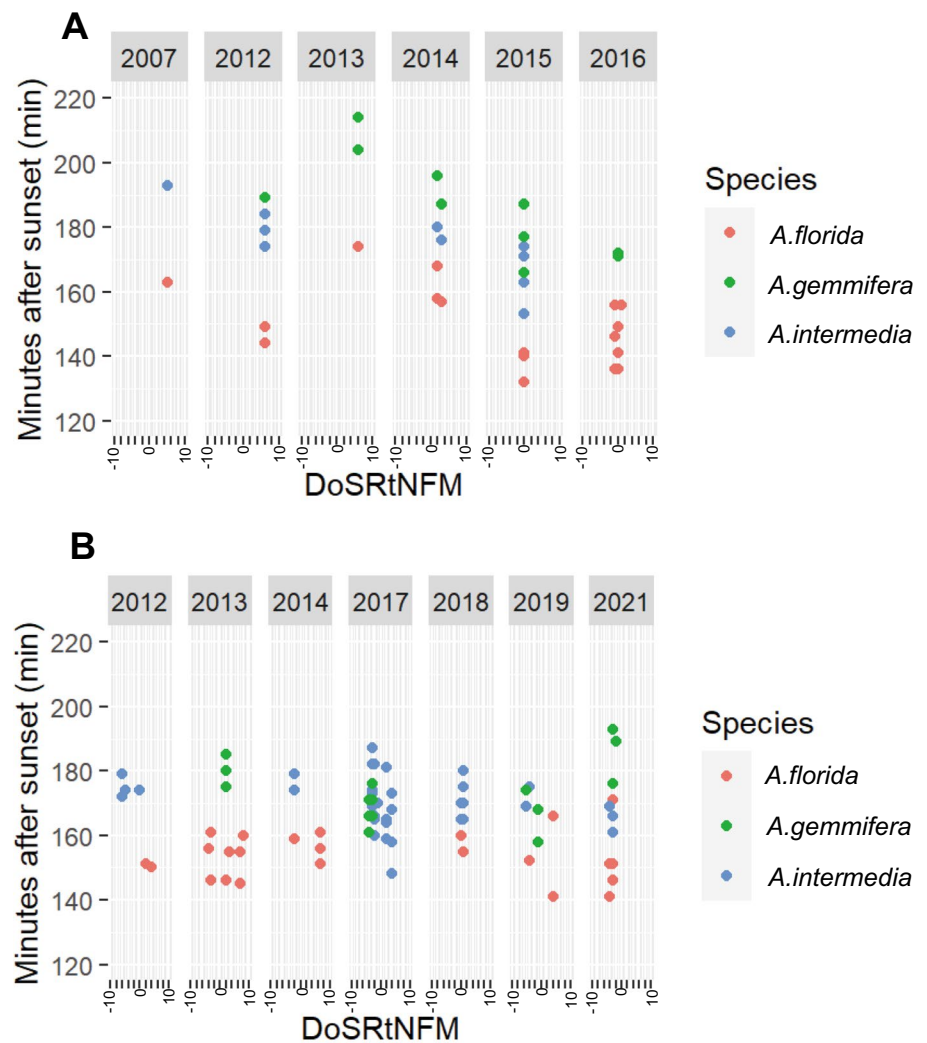 A
2007 2012 2013 2014 2015 2016
Minutes after sunset (min)
220
200
180
160
140
120
-10 0 10 -10 0 10 -10 0 10 -10 0 10 -10 0 10 -10 0 10
DoSRtNFM
Species
A.florida
A.gemmifera
A.intermedia
B
2012 2013 2014 2017 2018 2019 2021
Minutes after sunset (min)
220
200
180
160
140
120
-10 0 10 -10 0 10 -10 0 10 -10 0 10 -10 0 10 -10 0 10 -10 0 10
DoSRtNFM
Species
A.florida
A.gemmifera
A.intermedia